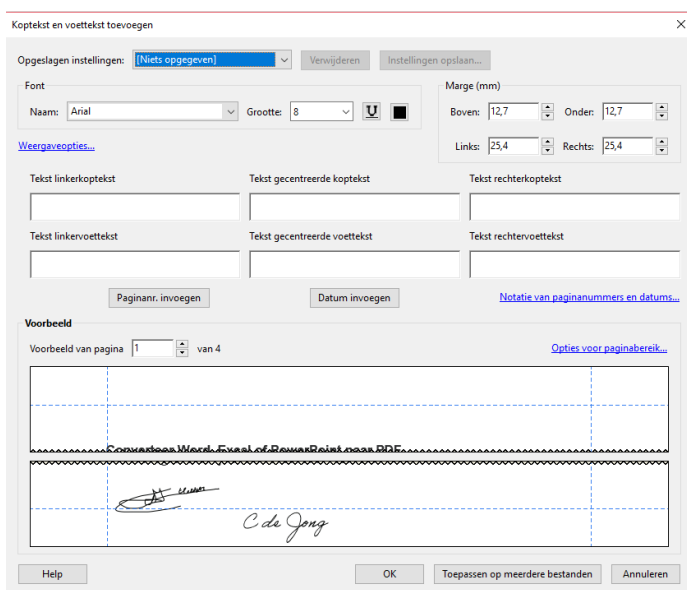 Koptekst en voettekst toevoegen
Opgeslagen instellingen: [Niets opgegeven] Verwijderen Instellingen opslaan...
Font
Naam: Arial Grootte: 8 U
Marge (mm)
Boven: 12,7 Onder: 12,7
Links: 25,4 Rechts: 25,4
Weergaveopties...
Tekst linkerkoptekst Tekst gecentreerde koptekst Tekst rechterkoptekst
Tekst linkervoettekst Tekst gecentreerde voettekst Tekst rechtervoettekst
Paginanr. invoegen Datum invoegen Notatie van paginanummers en datums...
Voorbeeld
Voorbeeld van pagina 1 van 4 Opties voor paginabereik...
Converteer Word, Excel of PowerPoint naar PDF
C de Jong
Help OK Toepassen op meerdere bestanden Annuleren